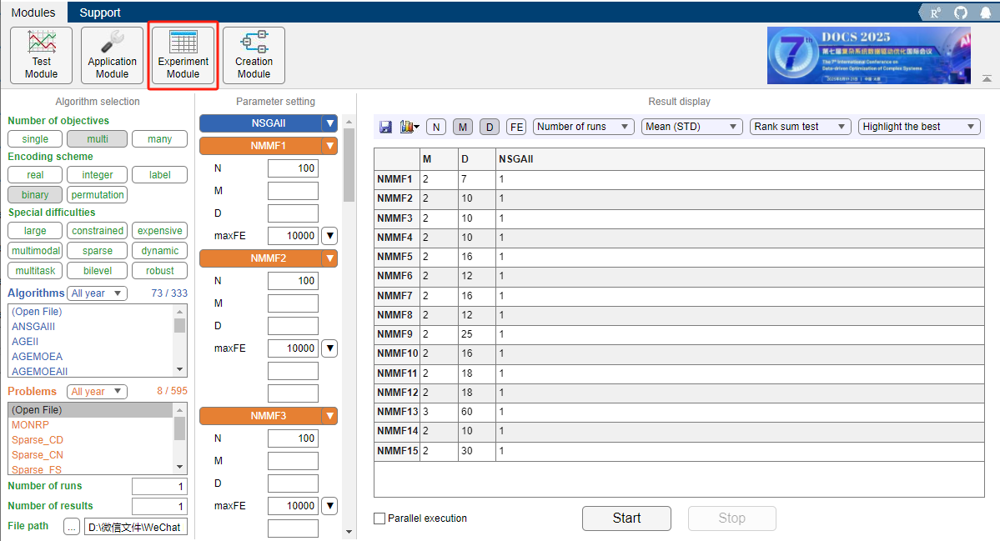 Modules Support
R⁶
Test Module
Application Module
Experiment Module
Creation Module
7th
DOCS 2025
第七届复杂系统数据驱动优化国际会议
The 7th International Conference on
Data-driven Optimization of Complex Systems
Algorithm selection
Number of objectives
single multi many
Encoding scheme
real integer label
binary permutation
Special difficulties
large constrained expensive
multimodal sparse dynamic
multitask bilevel robust
Algorithms All year 73 / 333
(Open File)
ANSGAIII
AGEII
AGEMOEA
AGEMOEAII
Problems All year 8 / 595
(Open File)
MONRP
Sparse_CD
Sparse_CN
Sparse_FS
Number of runs 1
Number of results 1
File path ... D:\微信文件\WeChat
Parameter setting
NSGAII
NMMF1
N 100
M
D
maxFE 10000
NMMF2
N 100
M
D
maxFE 10000
NMMF3
N 100
M
D
maxFE 10000
Result display
N M D FE Number of runs Mean (STD) Rank sum test Highlight the best
M D NSGAII
NMMF1 2 7 1
NMMF2 2 10 1
NMMF3 2 10 1
NMMF4 2 10 1
NMMF5 2 16 1
NMMF6 2 12 1
NMMF7 2 16 1
NMMF8 2 12 1
NMMF9 2 25 1
NMMF10 2 16 1
NMMF11 2 18 1
NMMF12 2 18 1
NMMF13 3 60 1
NMMF14 2 10 1
NMMF15 2 30 1
Parallel execution Start Stop